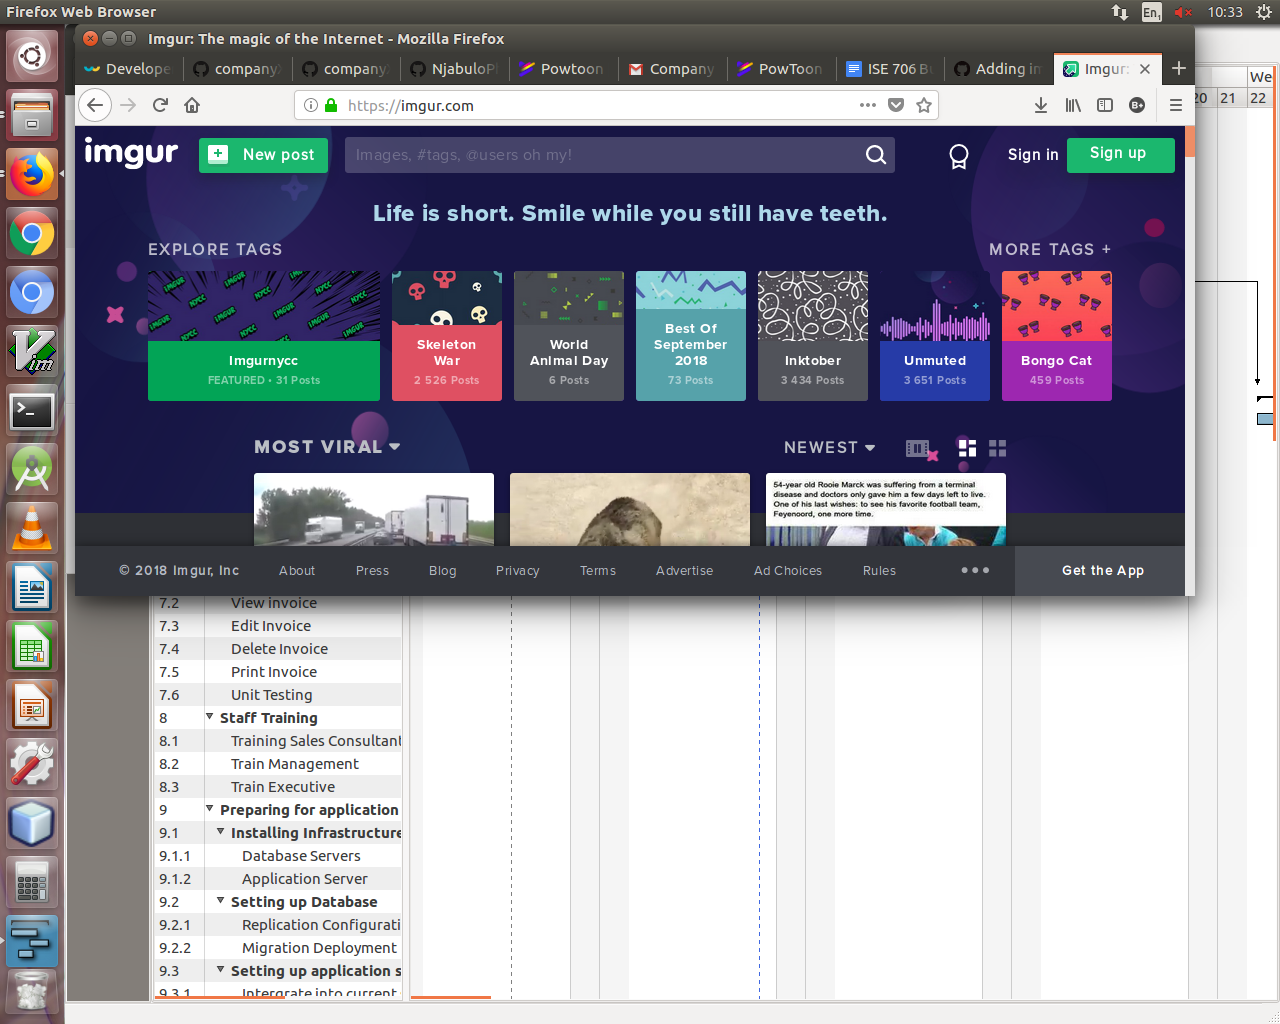 Firefox Web Browser
En1
10:33
Imgur: The magic of the Internet - Mozilla Firefox
Develope
company
company
NjabuloP
Powtoon
Company
PowToon
ISE 706 Bu
Adding im
Imgur:
https://imgur.com
We
20
21
22
imgur
New post
Images, #tags, @users oh my!
Sign in
Sign up
Life is short. Smile while you still have teeth.
EXPLORE TAGS
MORE TAGS +
Imgurnycc
FEATURED • 31 Posts
Skeleton
War
2 526 Posts
World
Animal Day
6 Posts
Best Of
September
2018
73 Posts
Inktober
3 434 Posts
Unmuted
3 651 Posts
Bongo Cat
459 Posts
MOST VIRAL
NEWEST
54-year old Rooie Marck was suffering from a terminal
disease and doctors only gave him a few days left to live.
One of his last wishes: to see his favorite football team,
Feyenoord, one more time.
© 2018 Imgur, Inc
About
Press
Blog
Privacy
Terms
Advertise
Ad Choices
Rules
•••
Get the App
7.2 View invoice
7.3 Edit Invoice
7.4 Delete Invoice
7.5 Print Invoice
7.6 Unit Testing
8 Staff Training
8.1 Training Sales Consultant
8.2 Train Management
8.3 Train Executive
9 Preparing for application
9.1 Installing Infrastructure
9.1.1 Database Servers
9.1.2 Application Server
9.2 Setting up Database
9.2.1 Replication Configurati
9.2.2 Migration Deployment
9.3 Setting up application s
9.3.1 Intergrate into current